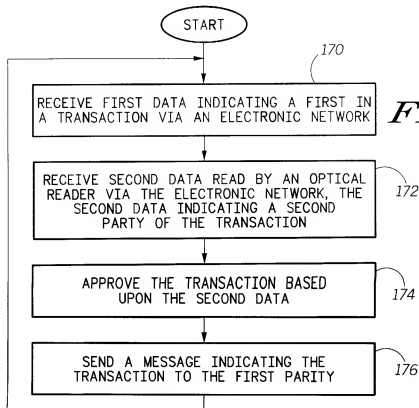 START
170
RECEIVE FIRST DATA INDICATING A FIRST IN
A TRANSACTION VIA AN ELECTRONIC NETWORK
RECEIVE SECOND DATA READ BY AN OPTICAL
READER VIA THE ELECTRONIC NETWORK, THE
SECOND DATA INDICATING A SECOND
PARTY OF THE TRANSACTION
172
APPROVE THE TRANSACTION BASED
UPON THE SECOND DATA
174
SEND A MESSAGE INDICATING THE
TRANSACTION TO THE FIRST PARITY
176